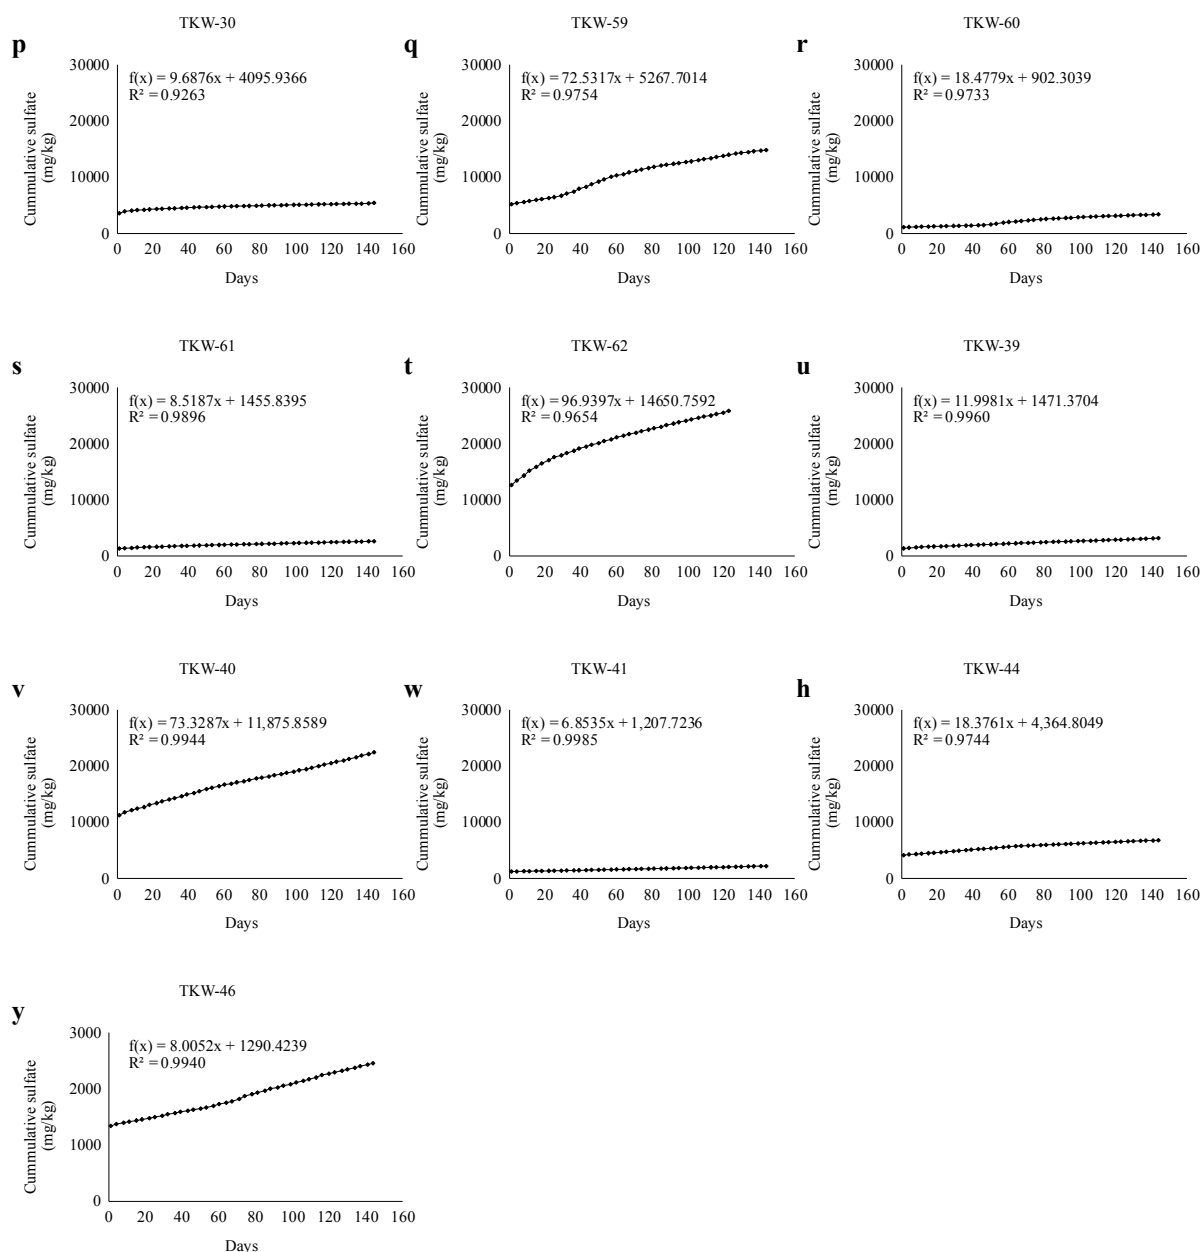 TKW-30
p
f(x) = 9.6876x + 4095.9366
R² = 0.9263
30000
20000
10000
0
Cummulative sulfate
(mg/kg)
0 20 40 60 80 100 120 140 160
Days
TKW-59
q
f(x) = 72.5317x + 5267.7014
R² = 0.9754
30000
20000
10000
0
Cummulative sulfate
(mg/kg)
0 20 40 60 80 100 120 140 160
Days
TKW-60
r
f(x) = 18.4779x + 902.3039
R² = 0.9733
30000
20000
10000
0
Cummulative sulfate
(mg/kg)
0 20 40 60 80 100 120 140 160
Days
TKW-61
s
f(x) = 8.5187x + 1455.8395
R² = 0.9896
30000
20000
10000
0
Cummulative sulfate
(mg/kg)
0 20 40 60 80 100 120 140 160
Days
TKW-62
t
f(x) = 96.9397x + 14650.7592
R² = 0.9654
30000
20000
10000
0
Cummulative sulfate
(mg/kg)
0 20 40 60 80 100 120 140 160
Days
TKW-39
u
f(x) = 11.9981x + 1471.3704
R² = 0.9960
30000
20000
10000
0
Cummulative sulfate
(mg/kg)
0 20 40 60 80 100 120 140 160
Days
TKW-40
v
f(x) = 73.3287x + 11,875.8589
R² = 0.9944
30000
20000
10000
0
Cummulative sulfate
(mg/kg)
0 20 40 60 80 100 120 140 160
Days
TKW-41
w
f(x) = 6.8535x + 1,207.7236
R² = 0.9985
30000
20000
10000
0
Cummulative sulfate
(mg/kg)
0 20 40 60 80 100 120 140 160
Days
TKW-44
h
f(x) = 18.3761x + 4,364.8049
R² = 0.9744
30000
20000
10000
0
Cummulative sulfate
(mg/kg)
0 20 40 60 80 100 120 140 160
Days
TKW-46
y
f(x) = 8.0052x + 1290.4239
R² = 0.9940
3000
2000
1000
0
Cummulative sulfate
(mg/kg)
0 20 40 60 80 100 120 140 160
Days